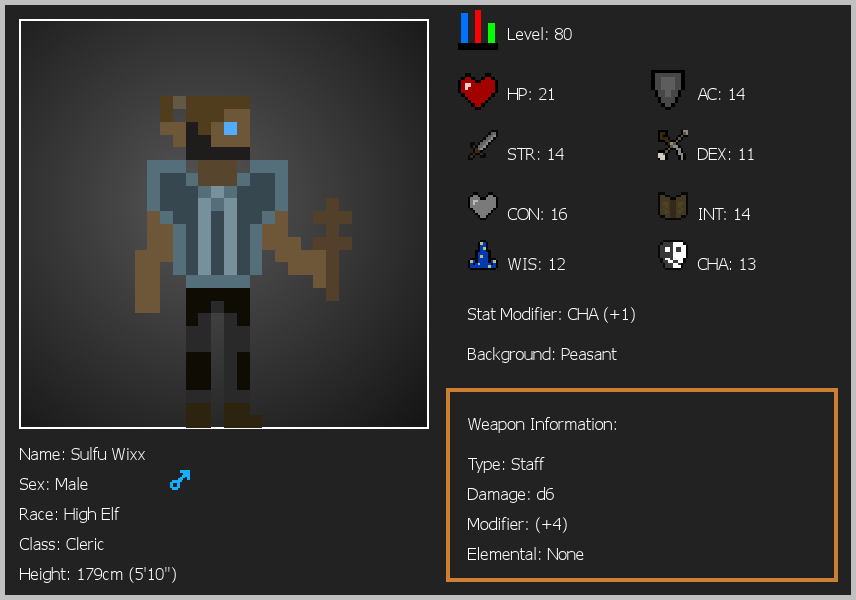 Level: 80
HP: 21
AC: 14
STR: 14
DEX: 11
CON: 16
INT: 14
WIS: 12
CHA: 13
Stat Modifier: CHA (+1)
Background: Peasant
Weapon Information:
Type: Staff
Damage: d6
Modifier: (+4)
Elemental: None
Name: Sulfu Wixx
Sex: Male
Race: High Elf
Class: Cleric
Height: 179cm (5'10")